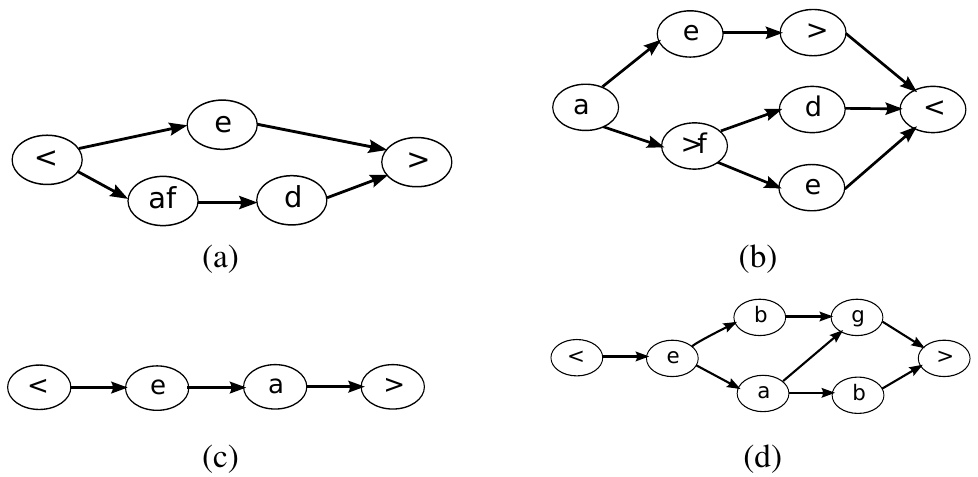 e >
a d <
>f
e
< e >
af d
(a) (b)
b g
< e >
a b
< e a >
(c) (d)